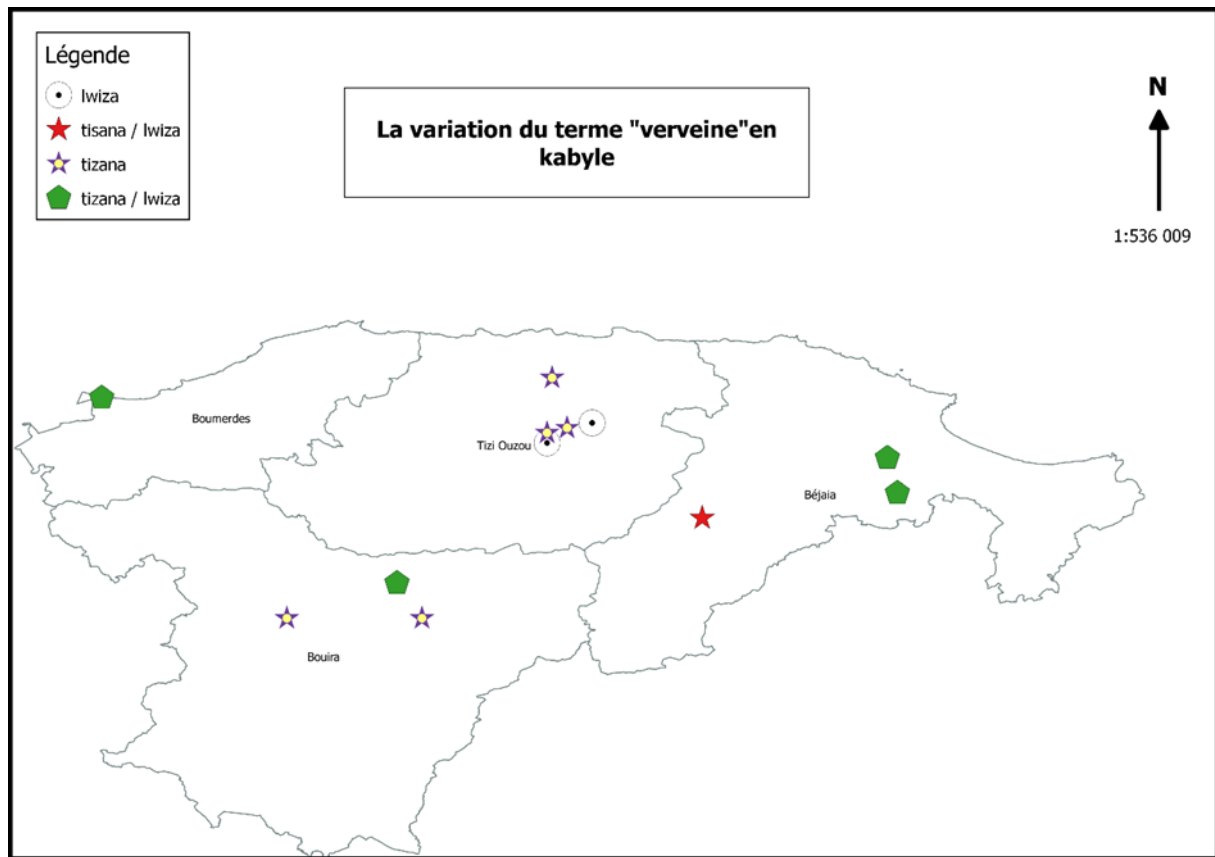 Légende
lwiza
tisana / lwiza
tizana
tizana / lwiza
La variation du terme "verveine"en
kabyle
N
1:536 009
Boumerdes
Tizi Ouzou
Béjaia
Bouira